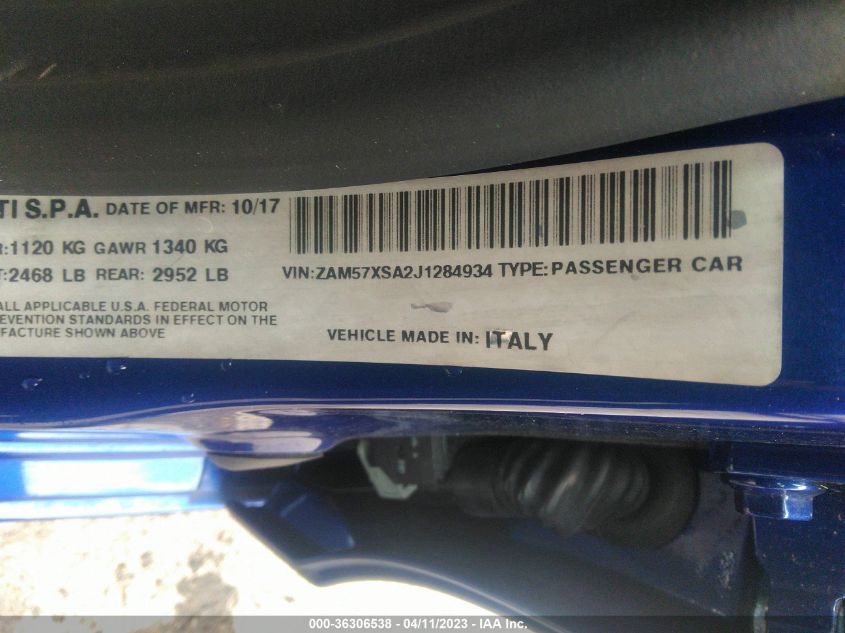 TI S.P.A. DATE OF MFR: 10/17
:1120 KG GAWR 1340 KG
:2468 LB REAR: 2952 LB
VIN:ZAM57XSA2J1284934 TYPE:PASSENGER CAR
ALL APPLICABLE U.S.A. FEDERAL MOTOR
EVENTION STANDARDS IN EFFECT ON THE
FACTURE SHOWN ABOVE
VEHICLE MADE IN: ITALY
000-36306538 - 04/11/2023 - IAA Inc.